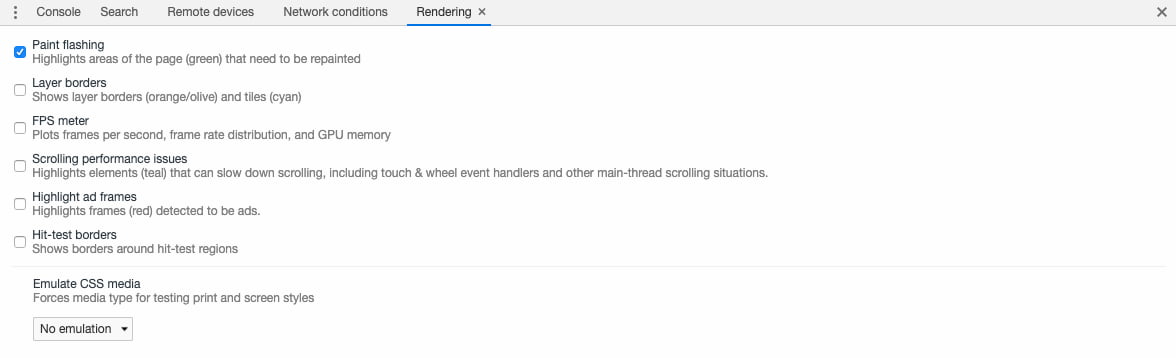 Console Search Remote devices Network conditions Rendering ×
Paint flashing
Highlights areas of the page (green) that need to be repainted
Layer borders
Shows layer borders (orange/olive) and tiles (cyan)
FPS meter
Plots frames per second, frame rate distribution, and GPU memory
Scrolling performance issues
Highlights elements (teal) that can slow down scrolling, including touch & wheel event handlers and other main-thread scrolling situations.
Highlight ad frames
Highlights frames (red) detected to be ads.
Hit-test borders
Shows borders around hit-test regions
Emulate CSS media
Forces media type for testing print and screen styles
No emulation